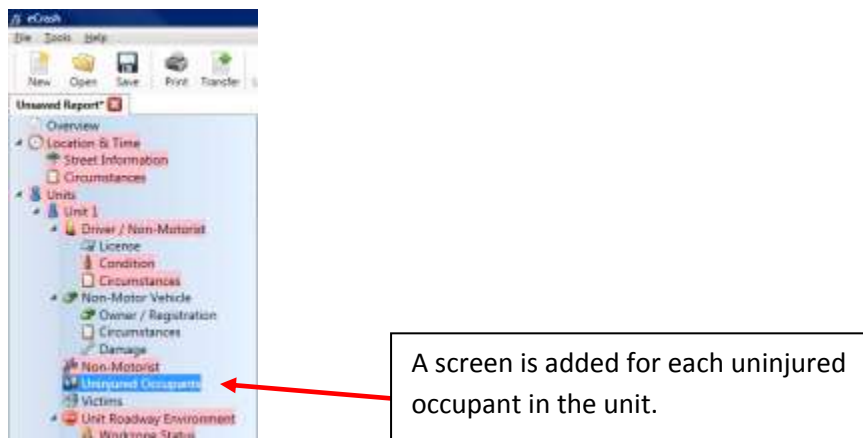 eCrash
File Tools Help
New Open Save Print Transfer
Unsaved Report*
Overview
Location & Time
Street Information
Circumstances
Units
Unit 1
Driver / Non-Motorist
License
Condition
Circumstances
Non-Motor Vehicle
Owner / Registration
Circumstances
Damage
Non-Motorist
Uninjured Occupants
Victims
Unit Roadway Environment
Workzone Status
A screen is added for each uninjured
occupant in the unit.